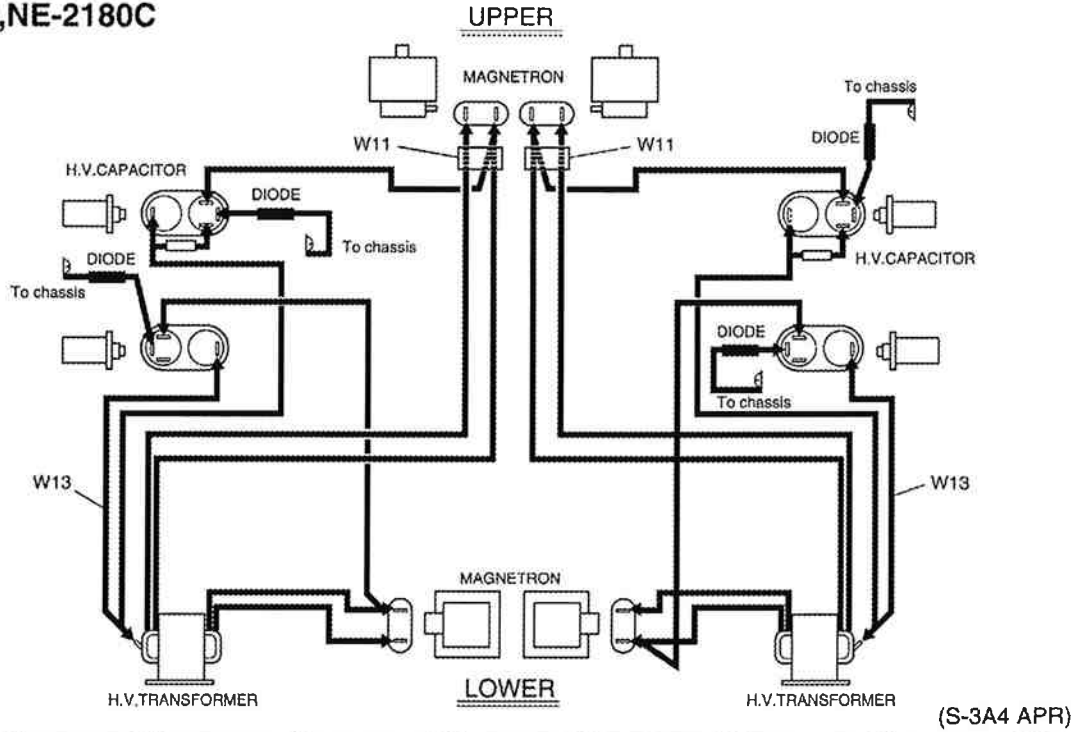 ,NE-2180C
UPPER
MAGNETRON
To chassis
DIODE
W11
W11
H.V.CAPACITOR
DIODE
To chassis
H.V.CAPACITOR
DIODE
To chassis
DIODE
To chassis
W13
W13
MAGNETRON
LOWER
H.V.TRANSFORMER
H.V.TRANSFORMER
(S-3A4 APR)